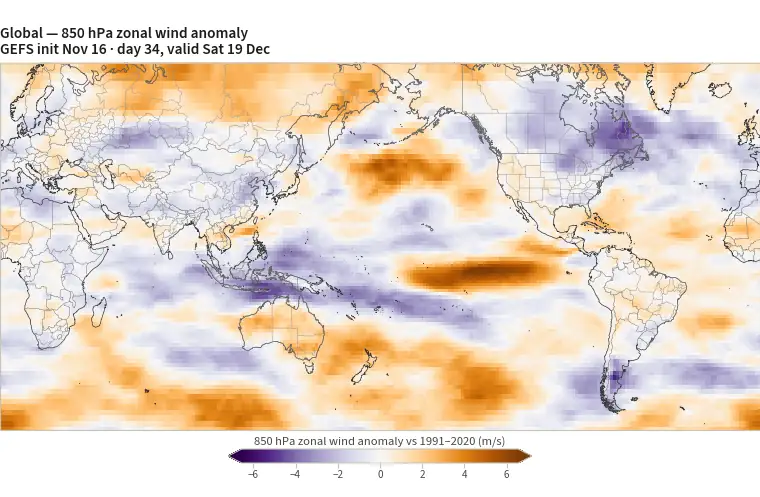 Global — 850 hPa zonal wind anomaly
GEFS init Nov 16 · day 34, valid Sat 19 Dec
850 hPa zonal wind anomaly vs 1991–2020 (m/s)
−6 −4 −2 0 2 4 6